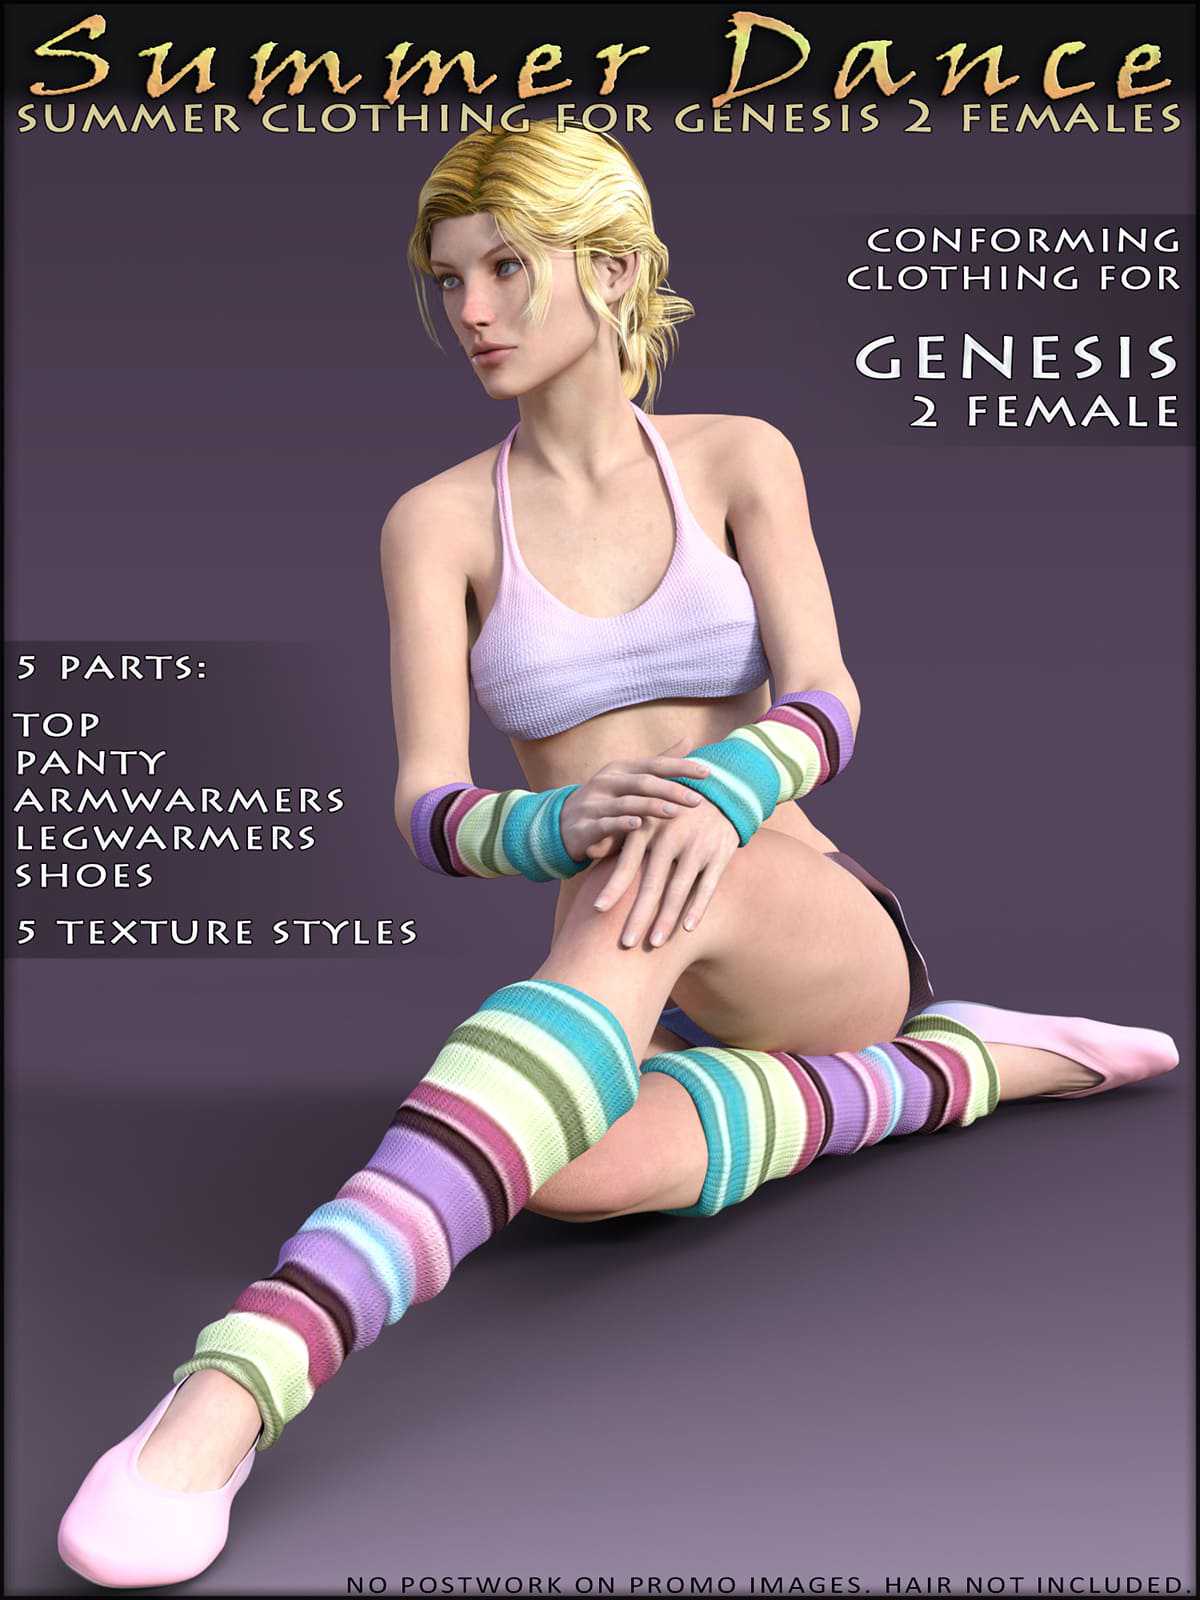 Summer Dance
SUMMER CLOTHING FOR GENESIS 2 FEMALES
CONFORMING
CLOTHING FOR
GENESIS
2 FEMALE
5 PARTS:
TOP
PANTY
ARMWARMERS
LEGWARMERS
SHOES
5 TEXTURE STYLES
NO POSTWORK ON PROMO IMAGES. HAIR NOT INCLUDED.